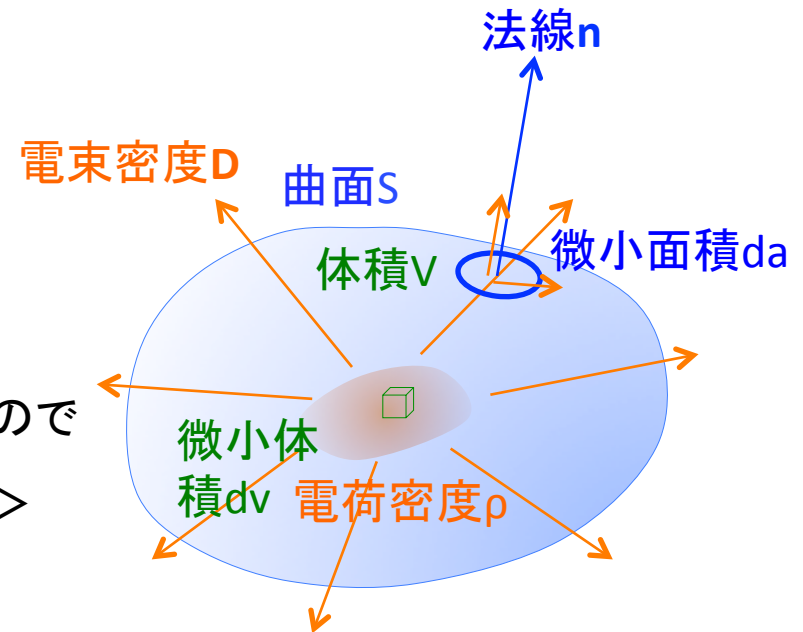 法線n
電束密度D
曲面S
微小面積da
体積V
ので
微小体
積dv
電荷密度ρ
＞